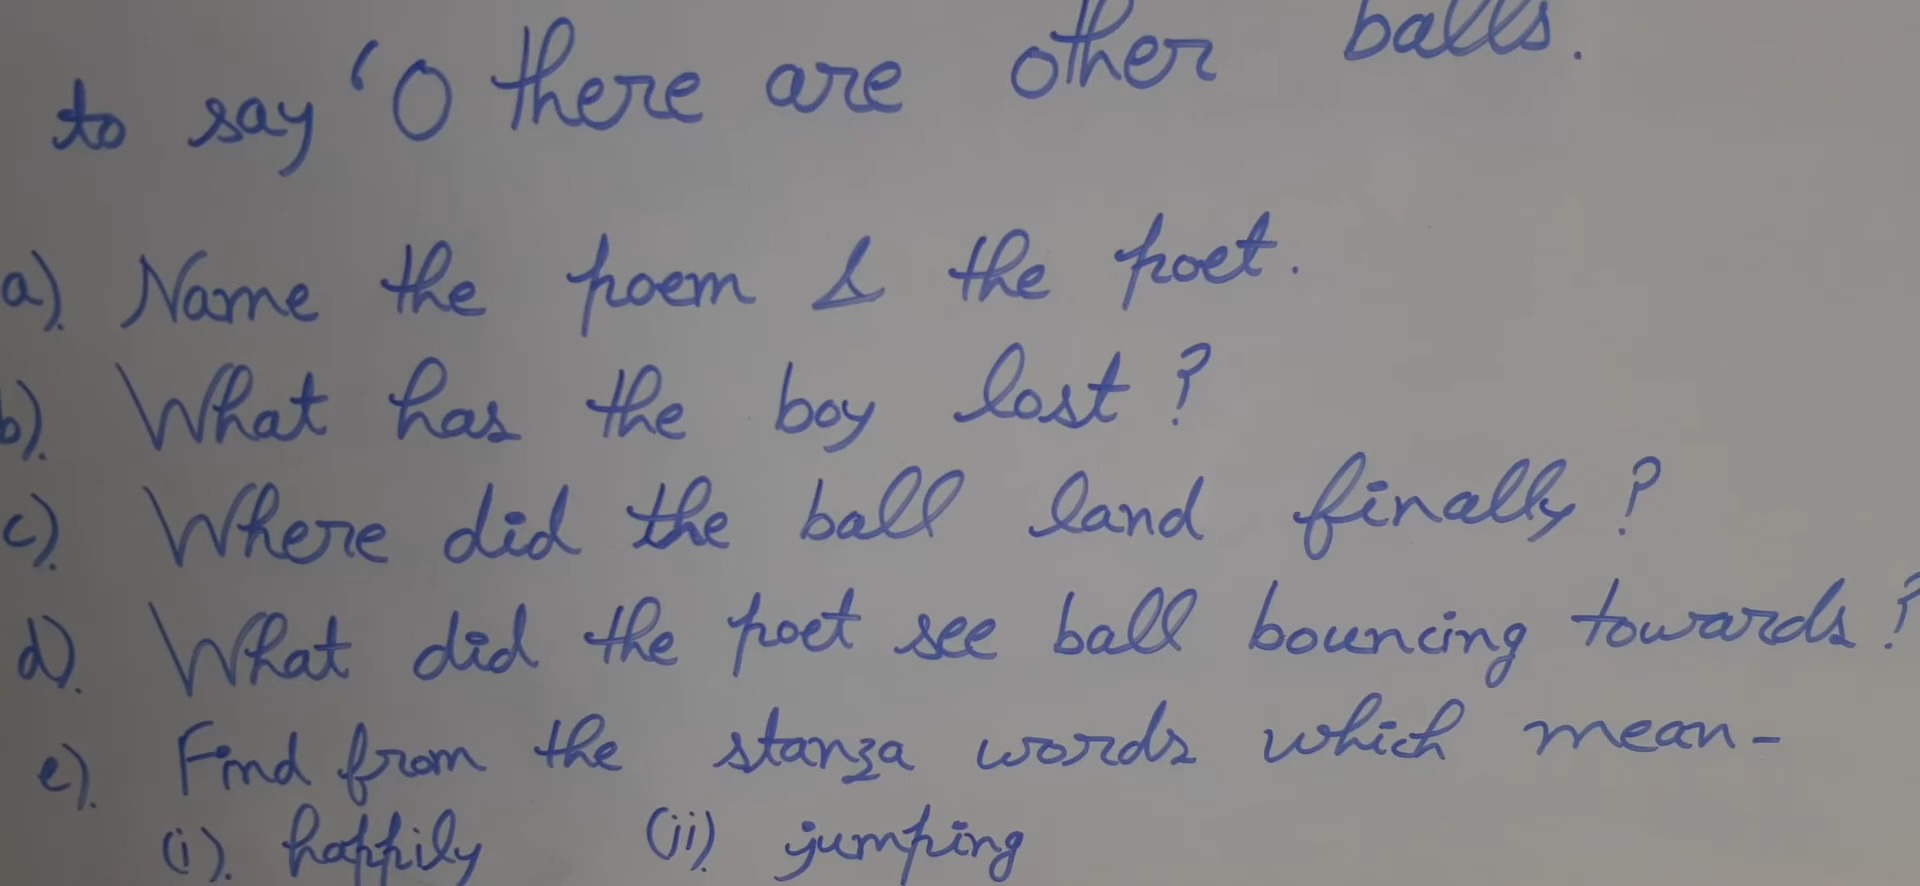 to say 'O there are other balls.
a). Name the poem & the poet.
b). What has the boy lost ?
c). Where did the ball land finally ?
d). What did the poet see ball bouncing towards ?
e). Find from the stanza words which mean-
(i). happily (ii) jumping